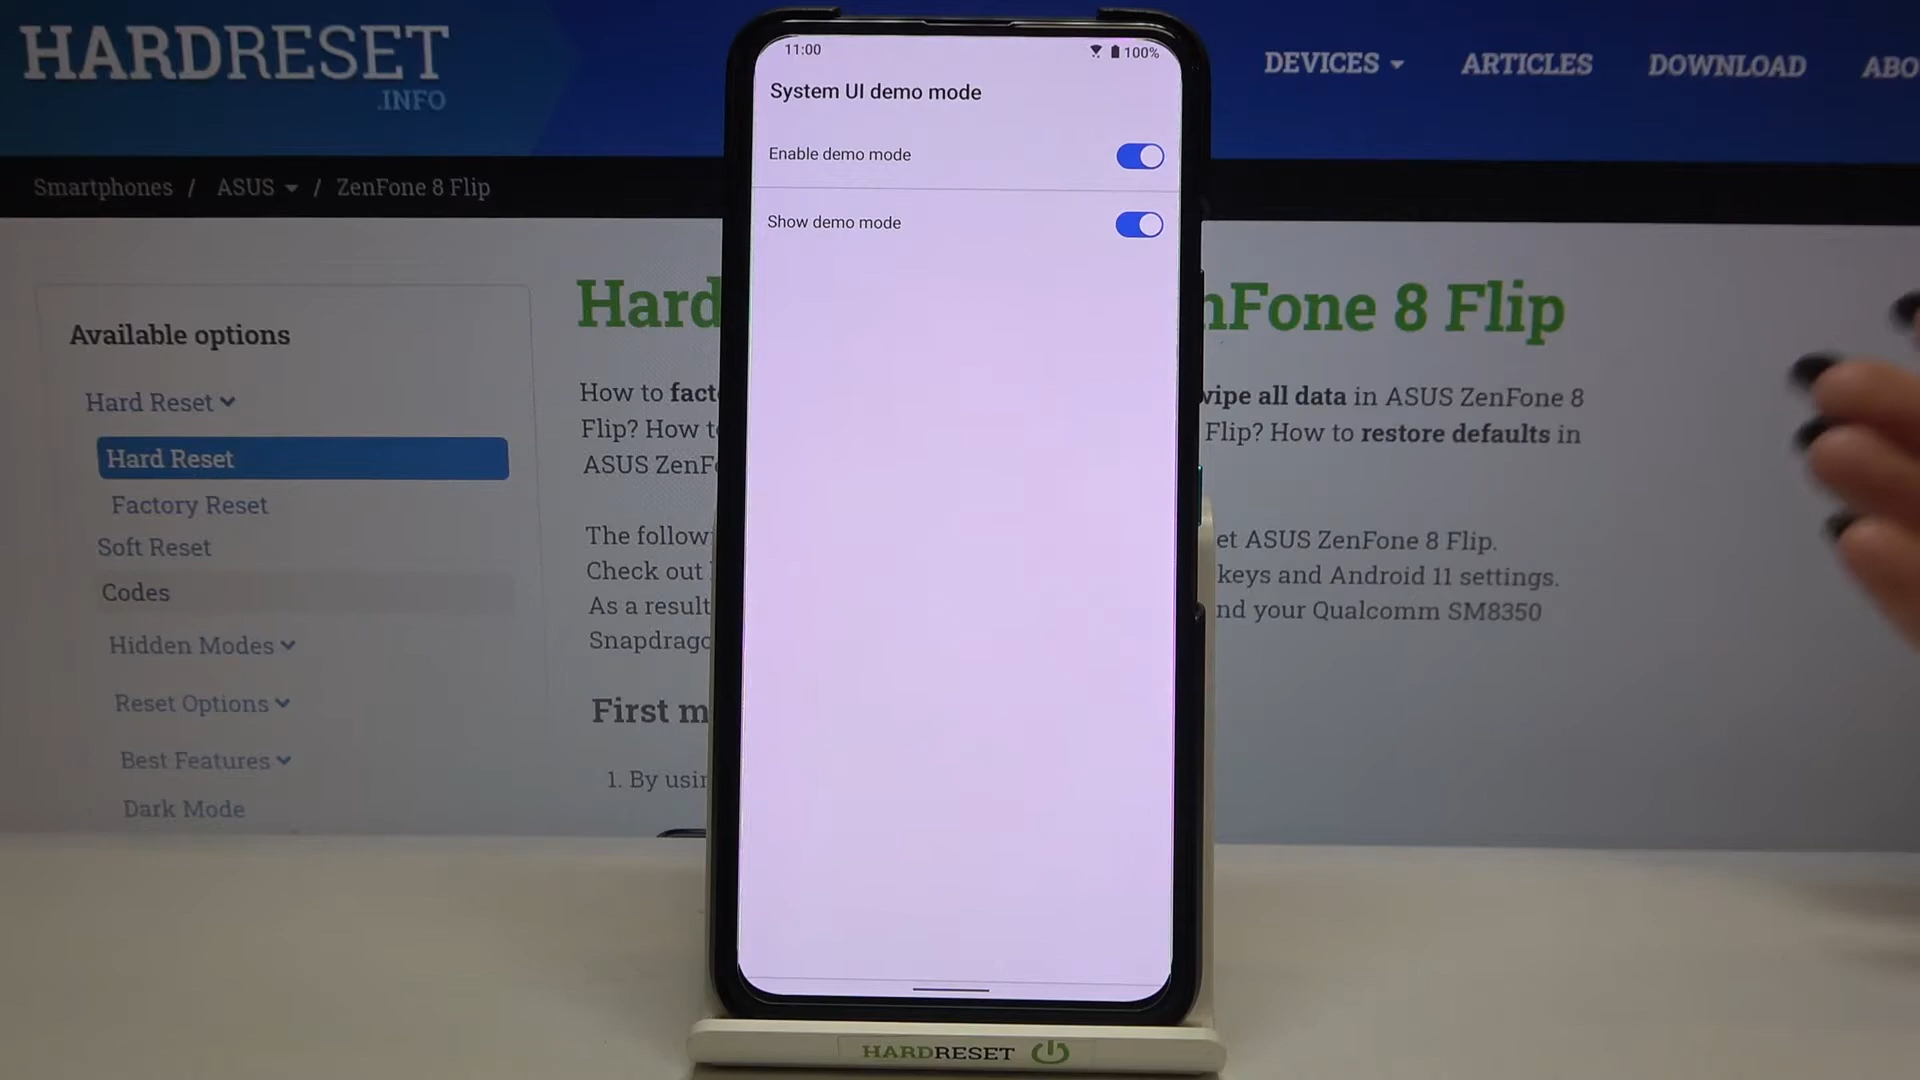 HARDRESET
.INFO
DEVICES
ARTICLES
DOWNLOAD
ABO
Smartphones / ASUS / ZenFone 8 Flip
11:00
100%
System UI demo mode
Enable demo mode
Show demo mode
Available options
Hard Reset
Hard Reset
Factory Reset
Soft Reset
Codes
Hidden Modes
Reset Options
Best Features
Dark Mode
Hard nFone 8 Flip
How to fact wipe all data in ASUS ZenFone 8
Flip? How t Flip? How to restore defaults in
ASUS ZenF
The follow et ASUS ZenFone 8 Flip.
Check out keys and Android 11 settings.
As a result nd your Qualcomm SM8350
Snapdrago
First m
1. By usin
HARDRESET